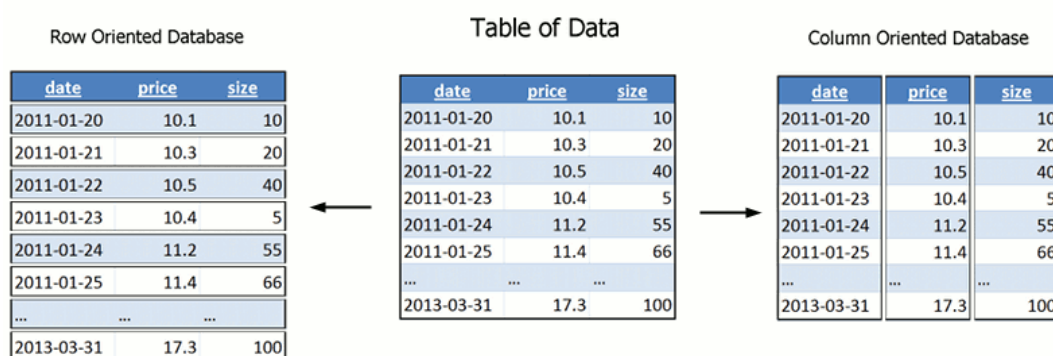 Row Oriented Database
date price size
2011-01-20 10.1 10
2011-01-21 10.3 20
2011-01-22 10.5 40
2011-01-23 10.4 5
2011-01-24 11.2 55
2011-01-25 11.4 66
... ... ...
2013-03-31 17.3 100
Table of Data
date price size
2011-01-20 10.1 10
2011-01-21 10.3 20
2011-01-22 10.5 40
2011-01-23 10.4 5
2011-01-24 11.2 55
2011-01-25 11.4 66
... ... ...
2013-03-31 17.3 100
Column Oriented Database
date price size
2011-01-20 10.1 10
2011-01-21 10.3 20
2011-01-22 10.5 40
2011-01-23 10.4 5
2011-01-24 11.2 55
2011-01-25 11.4 66
... ... ...
2013-03-31 17.3 100